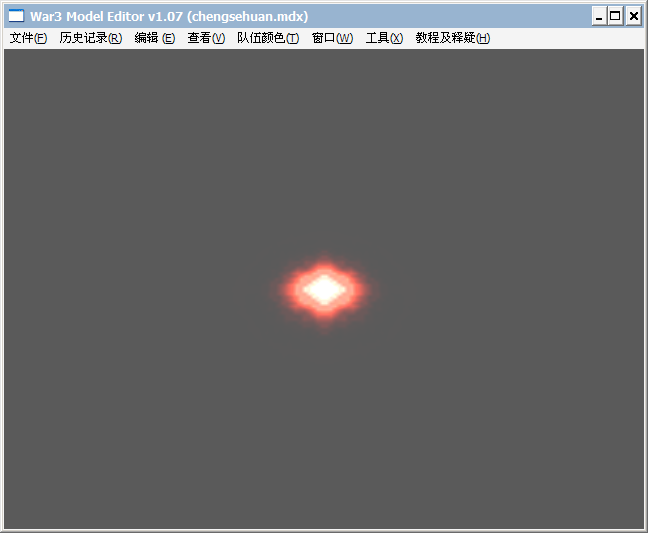 War3 Model Editor v1.07 (chengsehuan.mdx)
文件(F) 历史记录(R) 编辑 (E) 查看(V) 队伍颜色(T) 窗口(W) 工具(X) 教程及释疑(H)